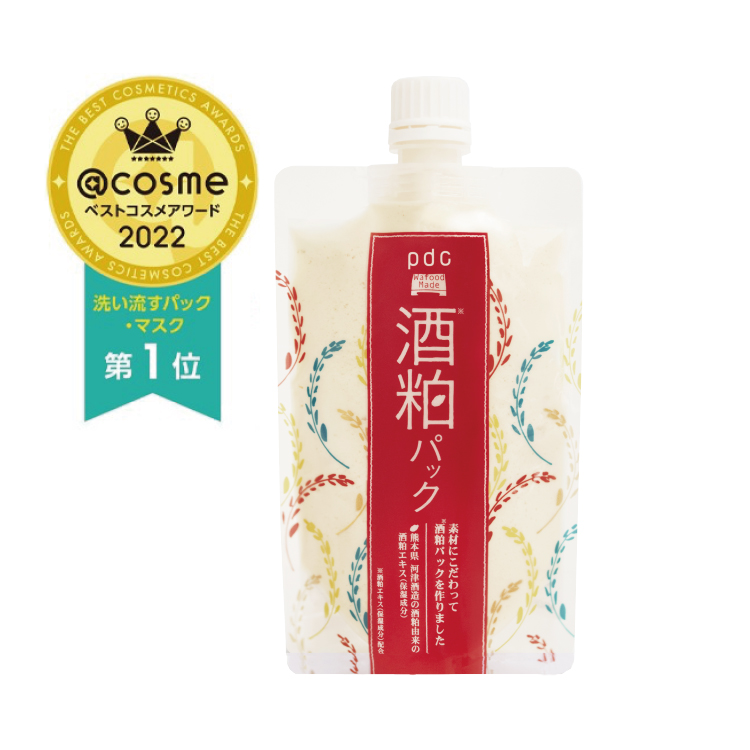 THE BEST COSMETICS AWARDS
@cosme
ベストコスメアワード
2022
THE BEST COSMETICS AWARDS
洗い流すパック
・マスク
第1位
pdc
Wafood
Made
酒粕※
パック
素材にこだわって
※酒粕パックを作りました
熊本県 河津酒造の酒粕由来の
酒粕エキス(保湿成分)
※酒粕エキス(保湿成分)配合